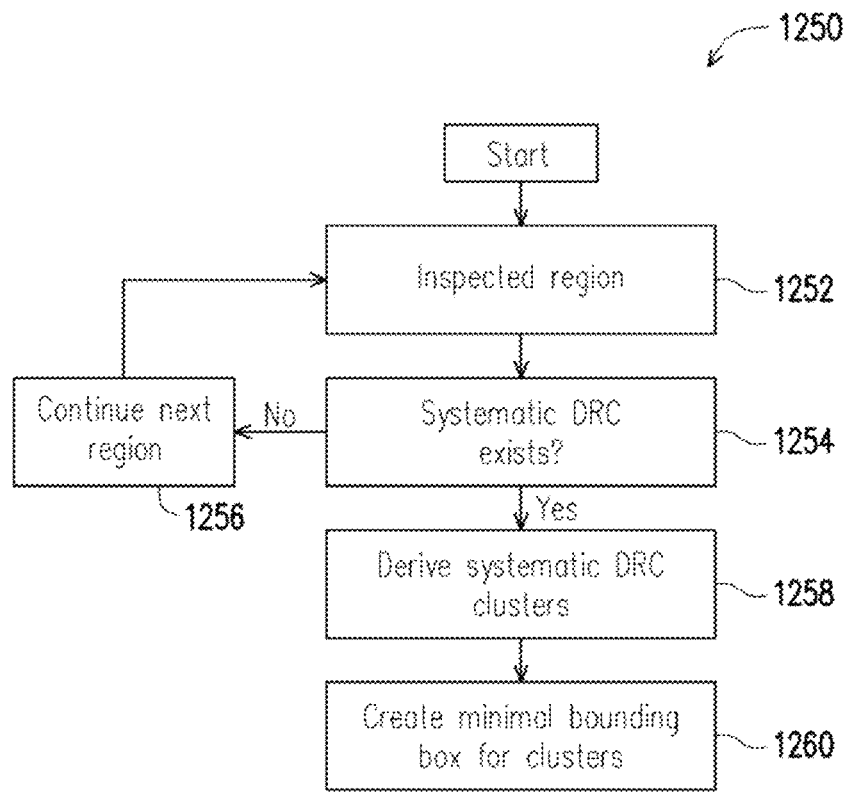 1250
Start
Inspected region
1252
Continue next
region
1256
No
Systematic DRC
exists?
1254
Yes
Derive systematic DRC
clusters
1258
Create minimal bounding
box for clusters
1260